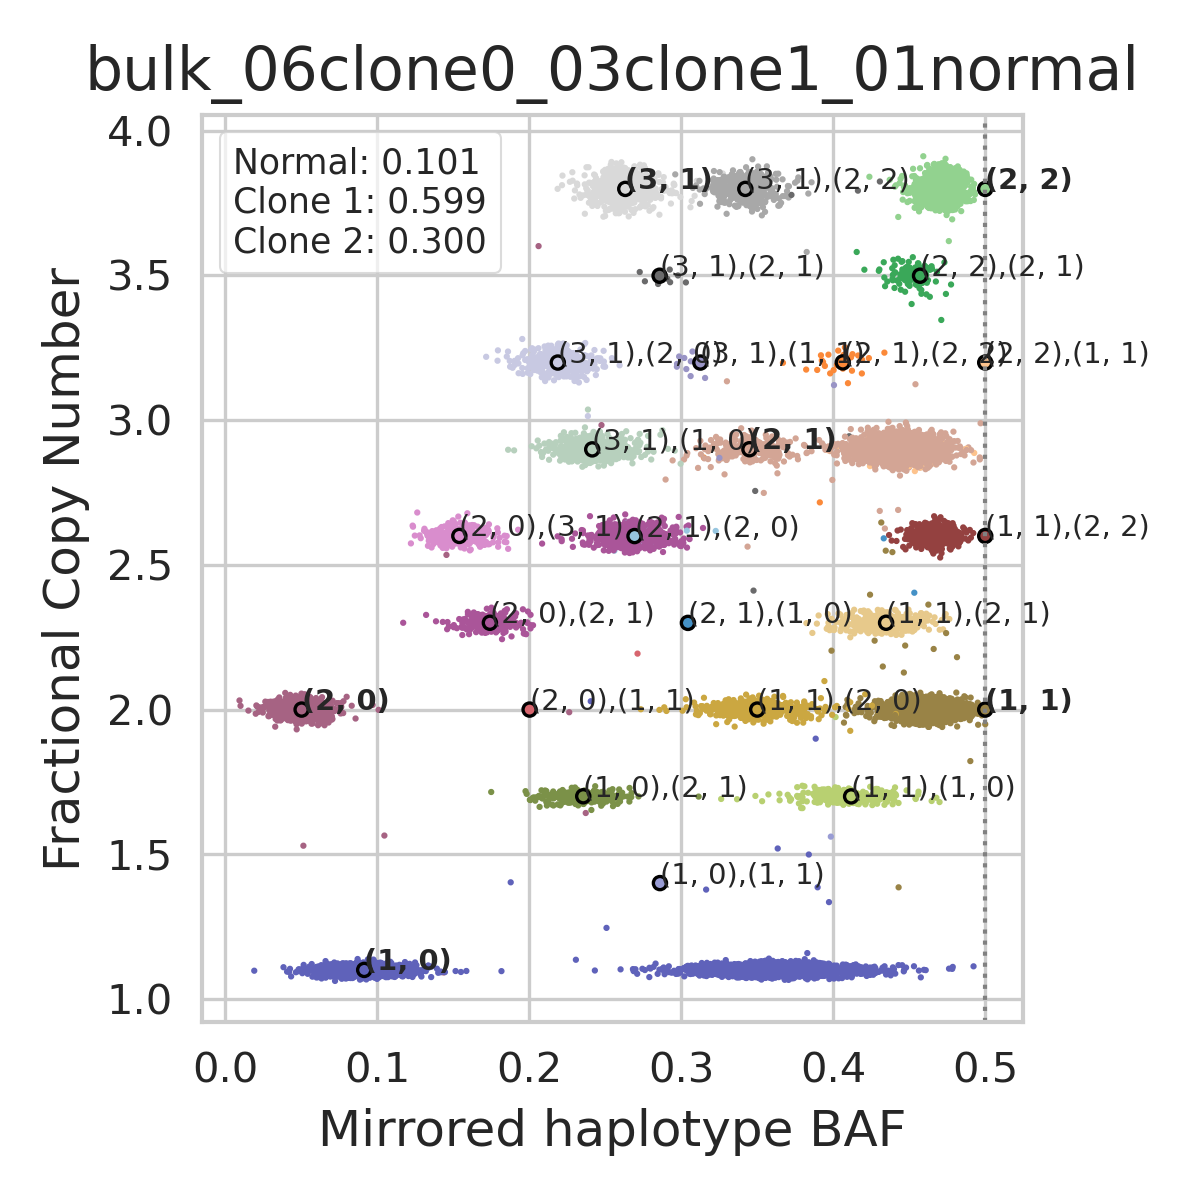 bulk_06clone0_03clone1_01normal
Normal: 0.101
Clone 1: 0.599
Clone 2: 0.300
Fractional Copy Number
4.0
3.5
3.0
2.5
2.0
1.5
1.0
(3, 1)
(3, 1),(2, 2)
(2, 2)
(3, 1),(2, 1)
(2, 2),(2, 1)
(3, 1),(2, 0)
(3, 1),(1, 1)
(2, 1),(2, 2)
(2, 2),(1, 1)
(3, 1),(1, 0)
(2, 1)
(2, 0),(3, 1)
(2, 1),(2, 0)
(1, 1),(2, 2)
(2, 0),(2, 1)
(2, 1),(1, 0)
(1, 1),(2, 1)
(2, 0)
(2, 0),(1, 1)
(1, 1),(2, 0)
(1, 1)
(1, 0),(2, 1)
(1, 1),(1, 0)
(1, 0),(1, 1)
(1, 0)
0.0 0.1 0.2 0.3 0.4 0.5
Mirrored haplotype BAF